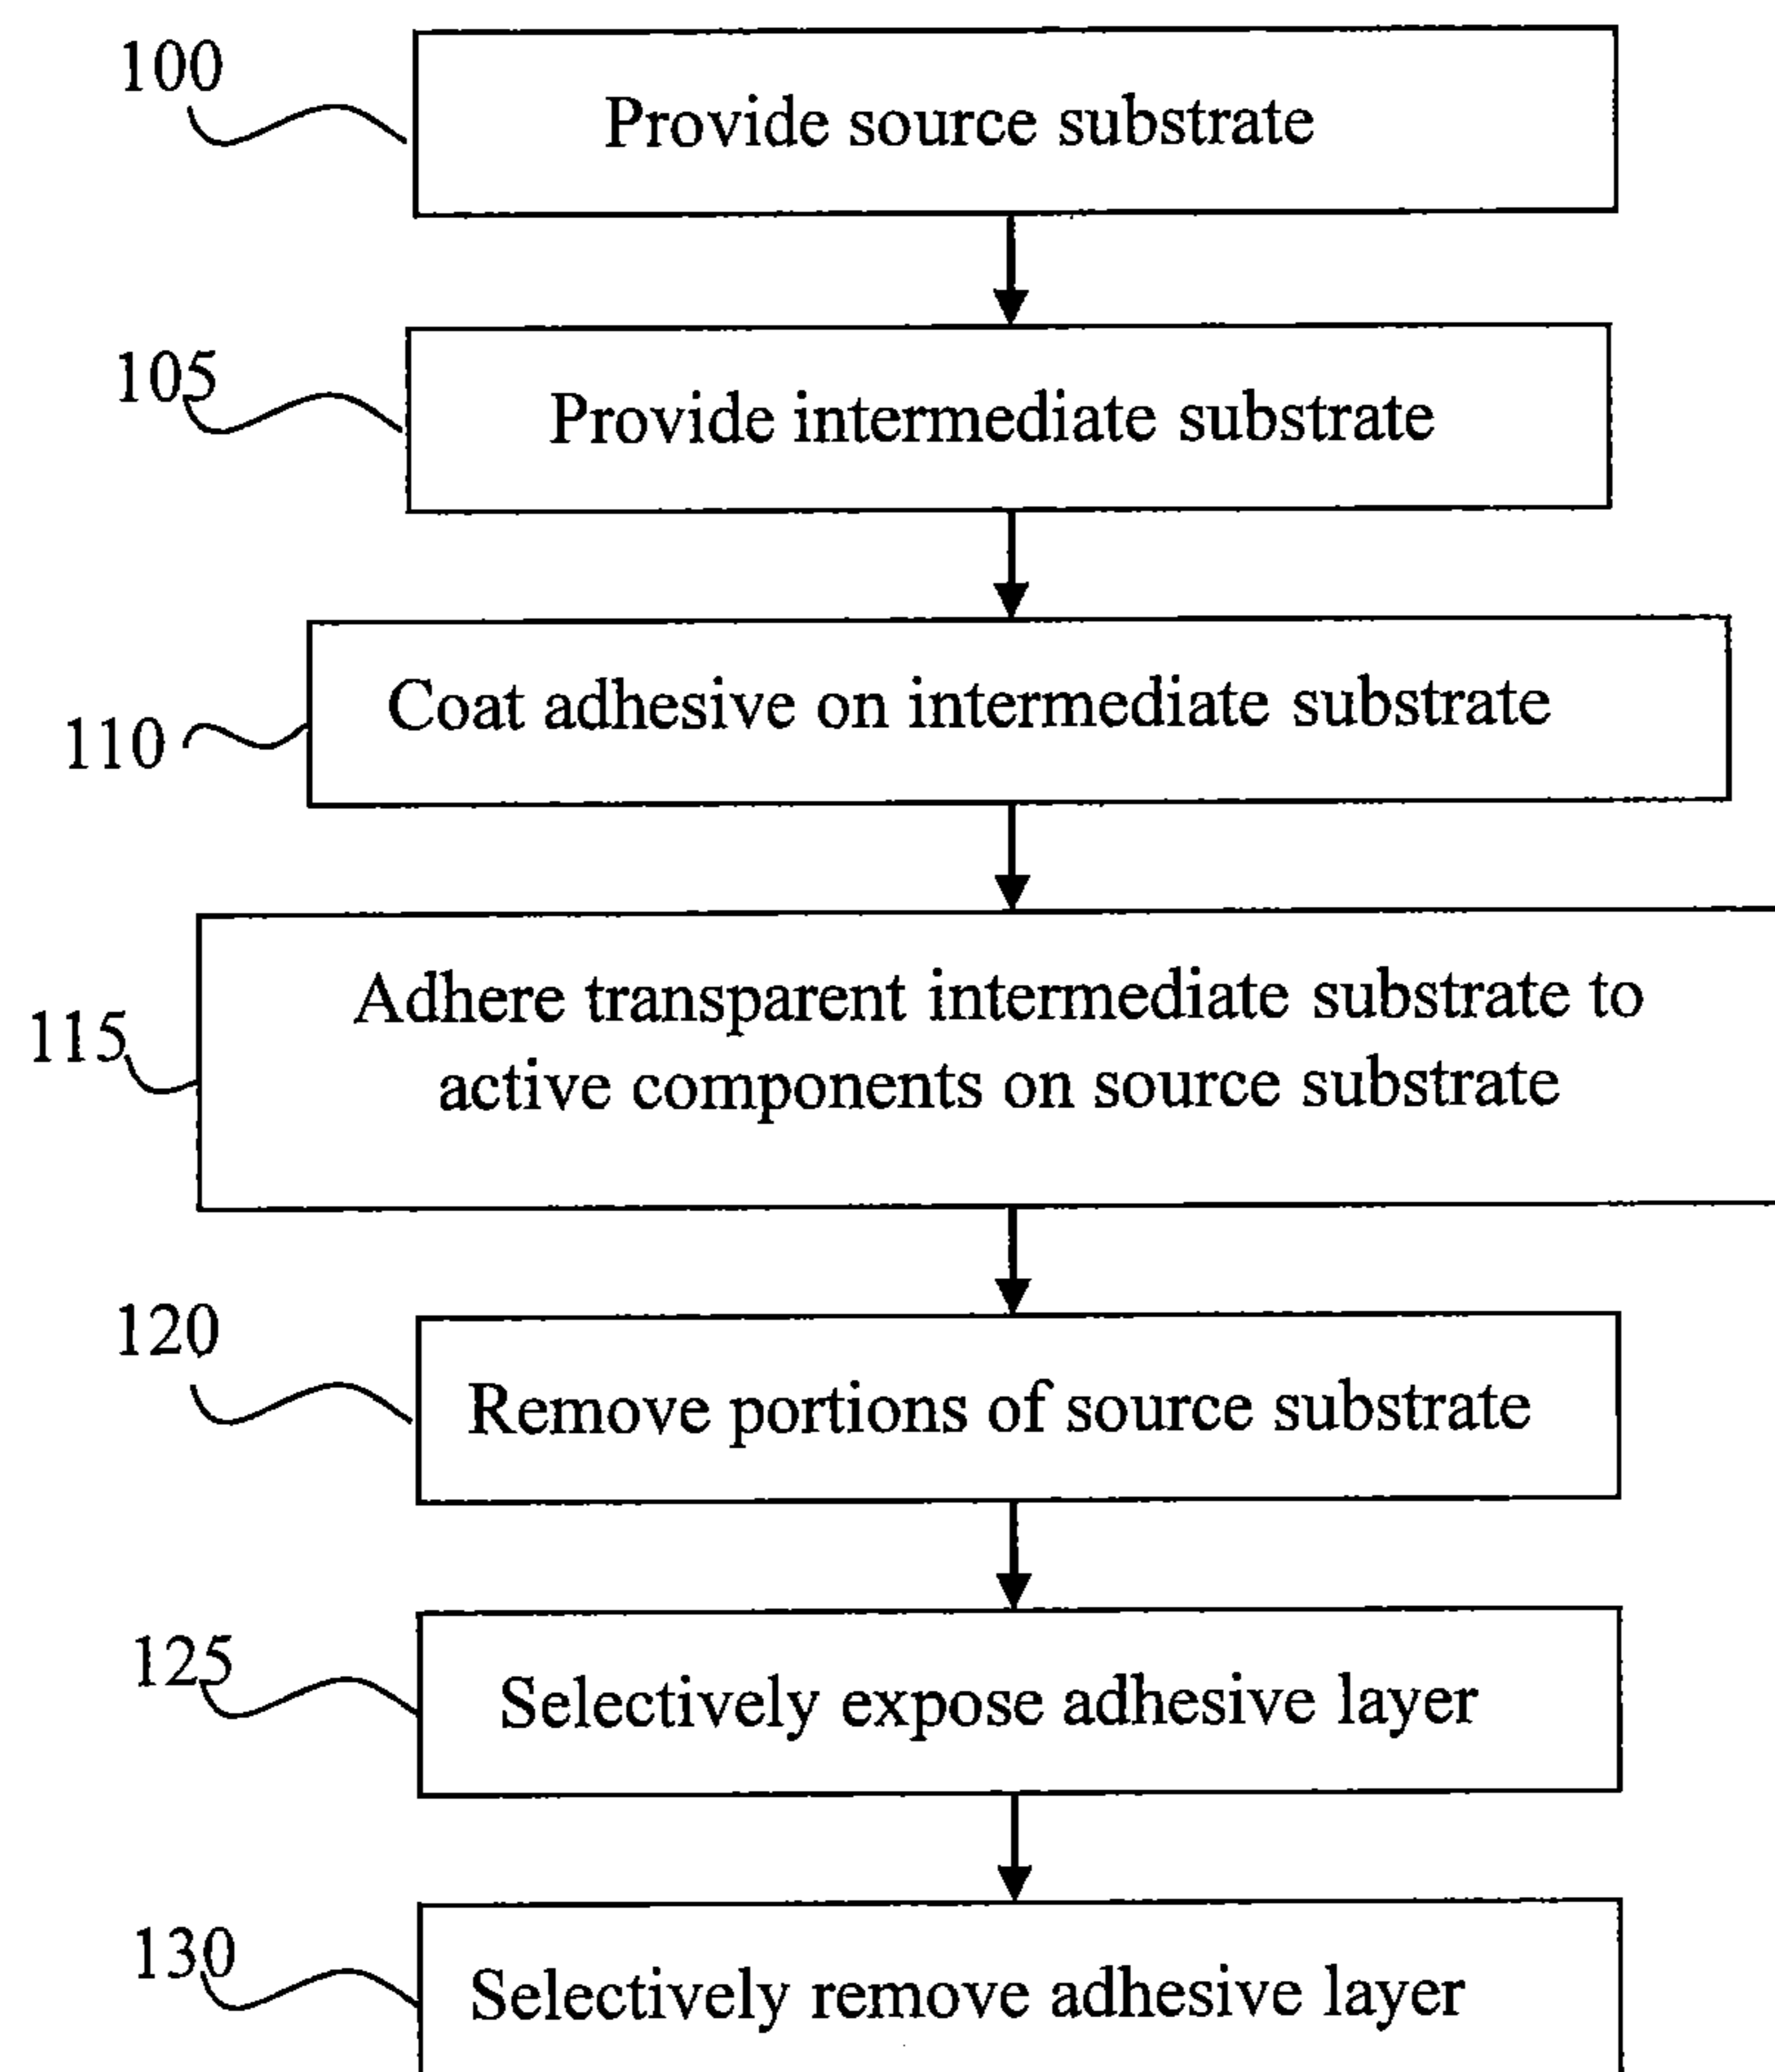 100
Provide source substrate
105
Provide intermediate substrate
Coat adhesive on intermediate substrate
110
Adhere transparent intermediate substrate to
115
active components on source substrate
120
Remove portions of source substrate
125
Selectively expose adhesive layer
130
Selectively remove adhesive layer